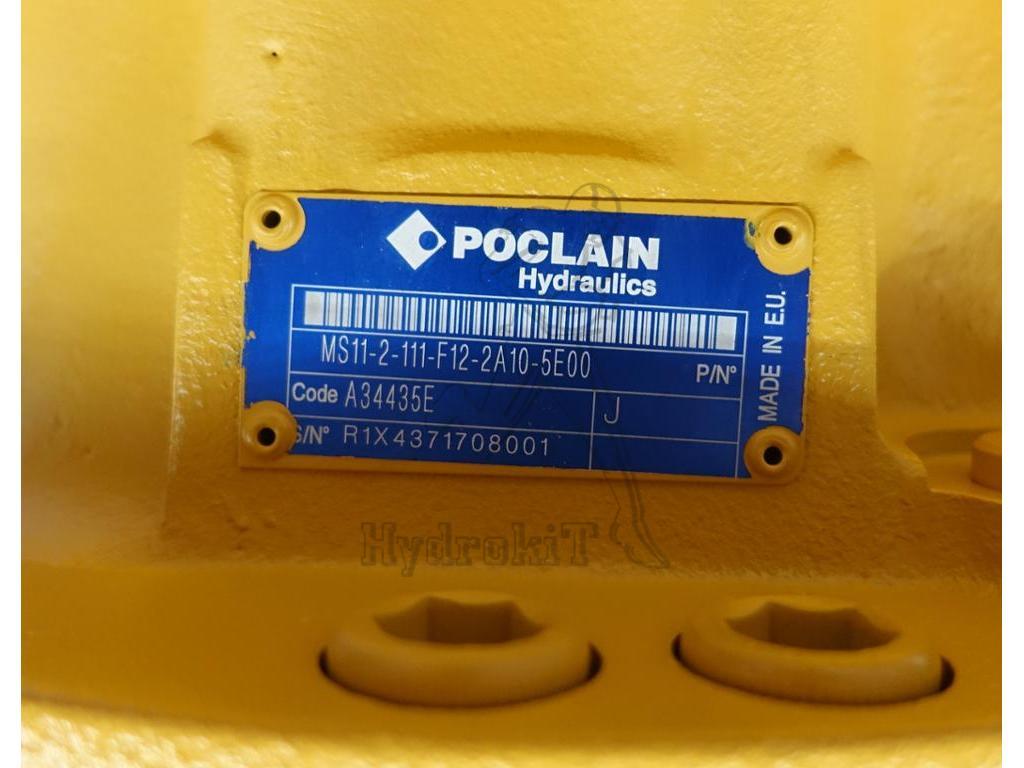 POCLAIN
Hydraulics
MS11-2-111-F12-2A10-5E00 P/N°
Code A34435E J
S/N° R1X4371708001
MADE IN E.U.
HydrokiT